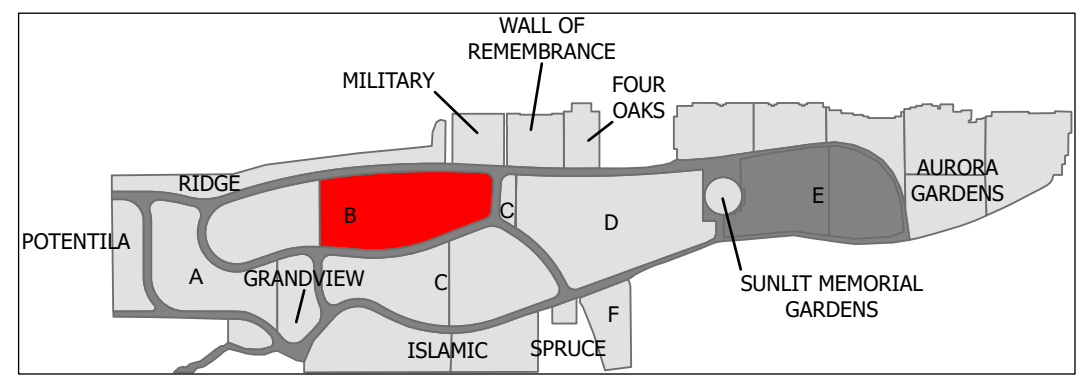 WALL OF
REMEMBRANCE
MILITARY
FOUR
OAKS
RIDGE
AURORA
GARDENS
B
C
D
E
POTENTILA
A
GRANDVIEW
C
SUNLIT MEMORIAL
GARDENS
F
ISLAMIC
SPRUCE